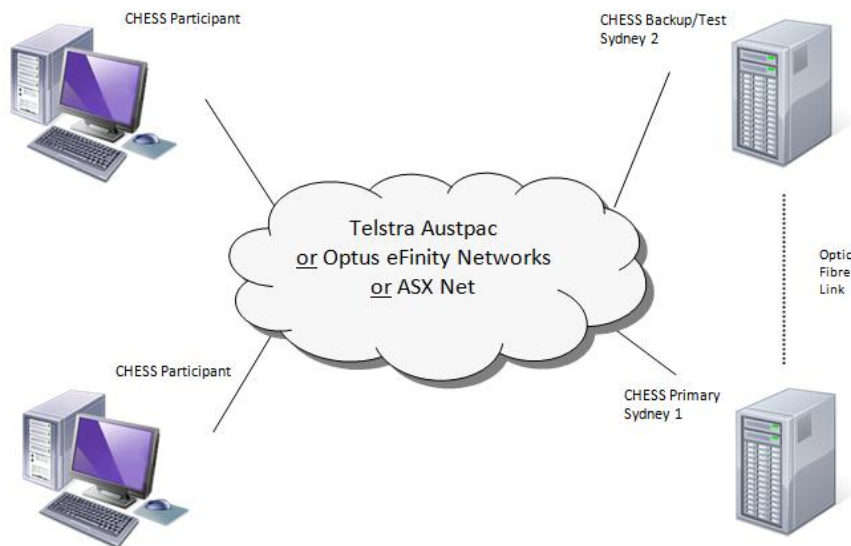 CHESS Participant
CHESS Backup/Test
Sydney 2
Telstra Austpac
or Optus eFinity Networks
or ASX Net
Fibre
Link
CHESS Participant
CHESS Primary
Sydney 1